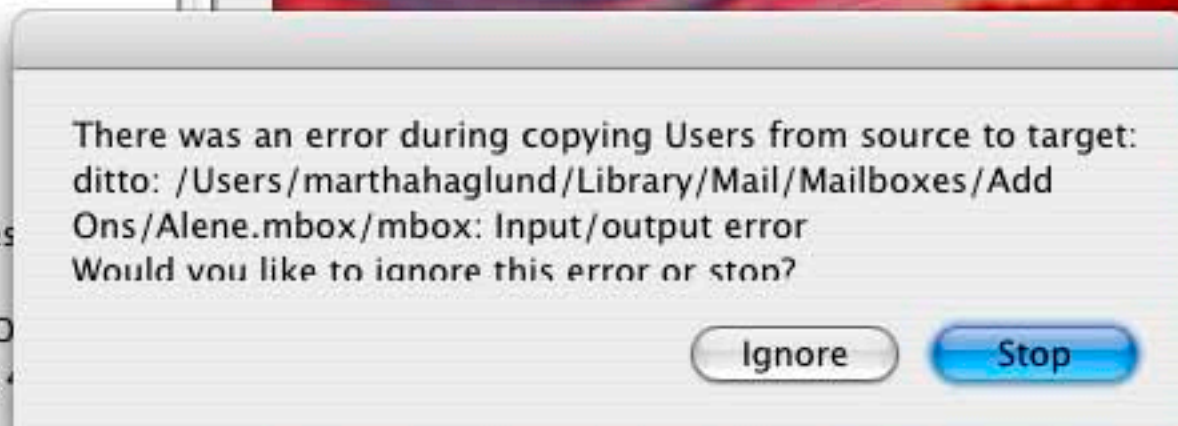 There was an error during copying Users from source to target:
ditto: /Users/marthahaglund/Library/Mail/Mailboxes/Add
Ons/Alene.mbox/mbox: Input/output error
Would you like to ignore this error or stop?
Ignore
Stop